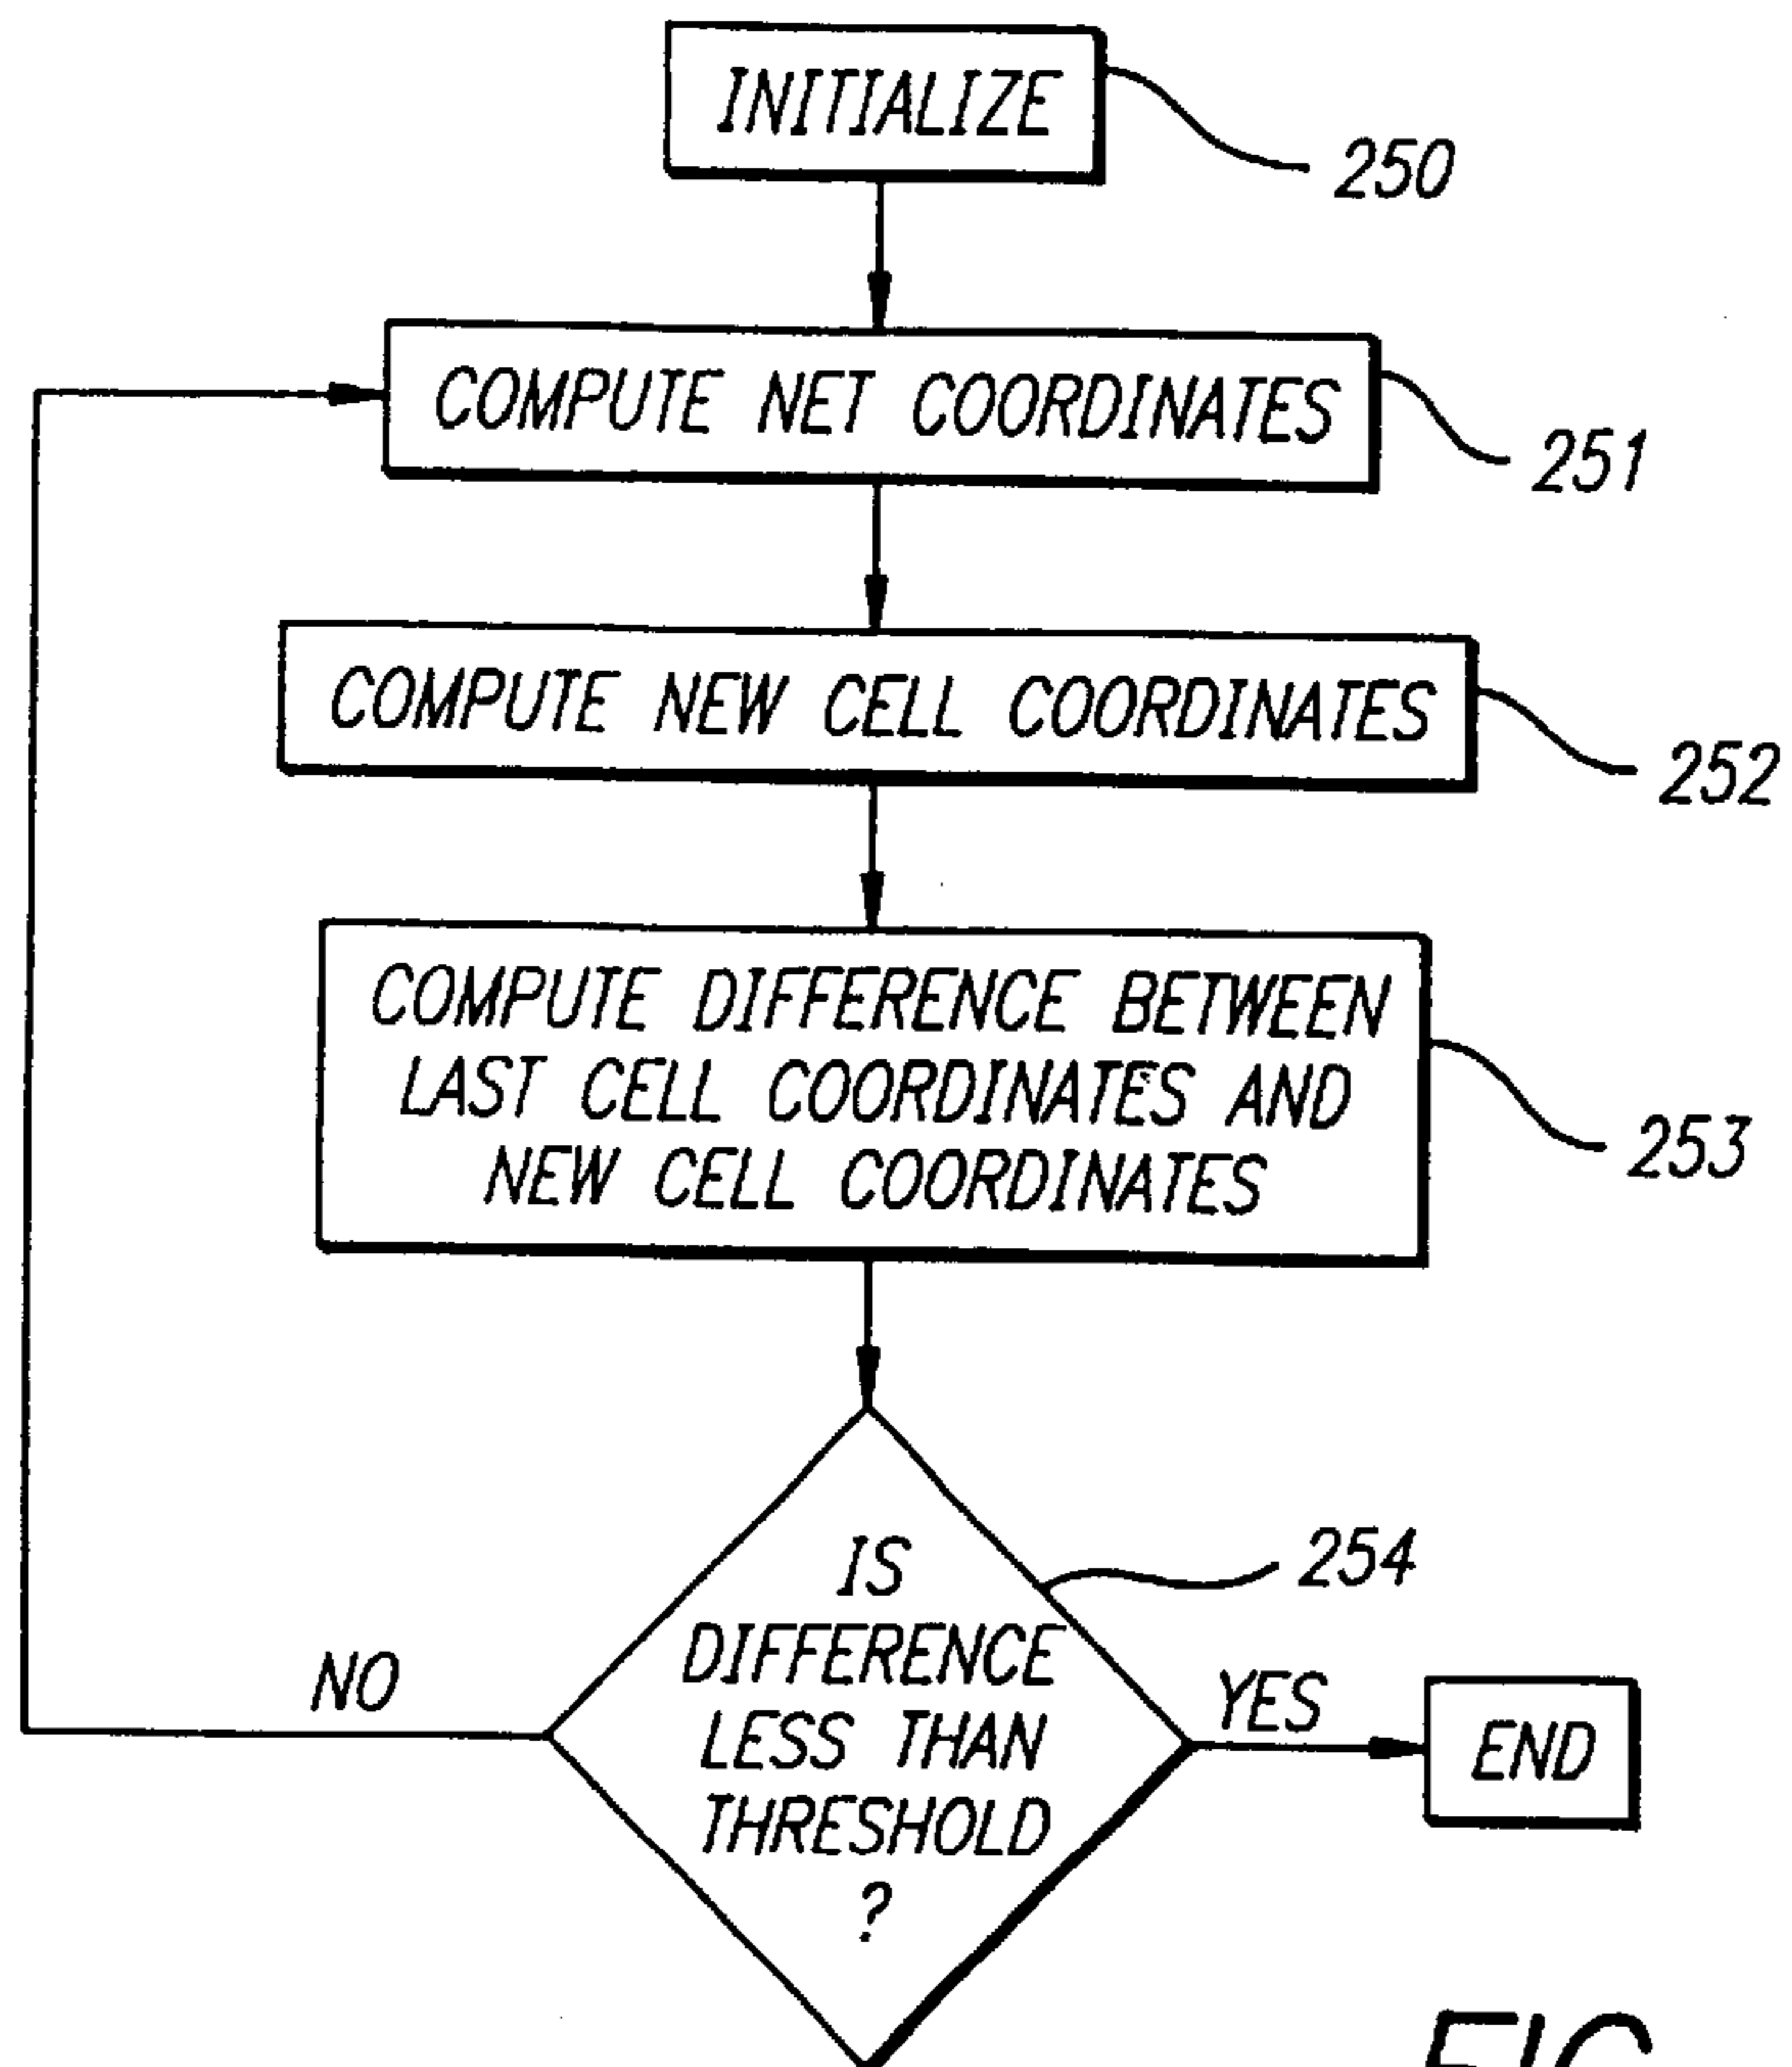 INITIALIZE
250
COMPUTE NET COORDINATES
251
COMPUTE NEW CELL COORDINATES
252
COMPUTE DIFFERENCE BETWEEN
LAST CELL COORDINATES AND
NEW CELL COORDINATES
253
IS
DIFFERENCE
LESS THAN
THRESHOLD
?
254
NO
YES
END